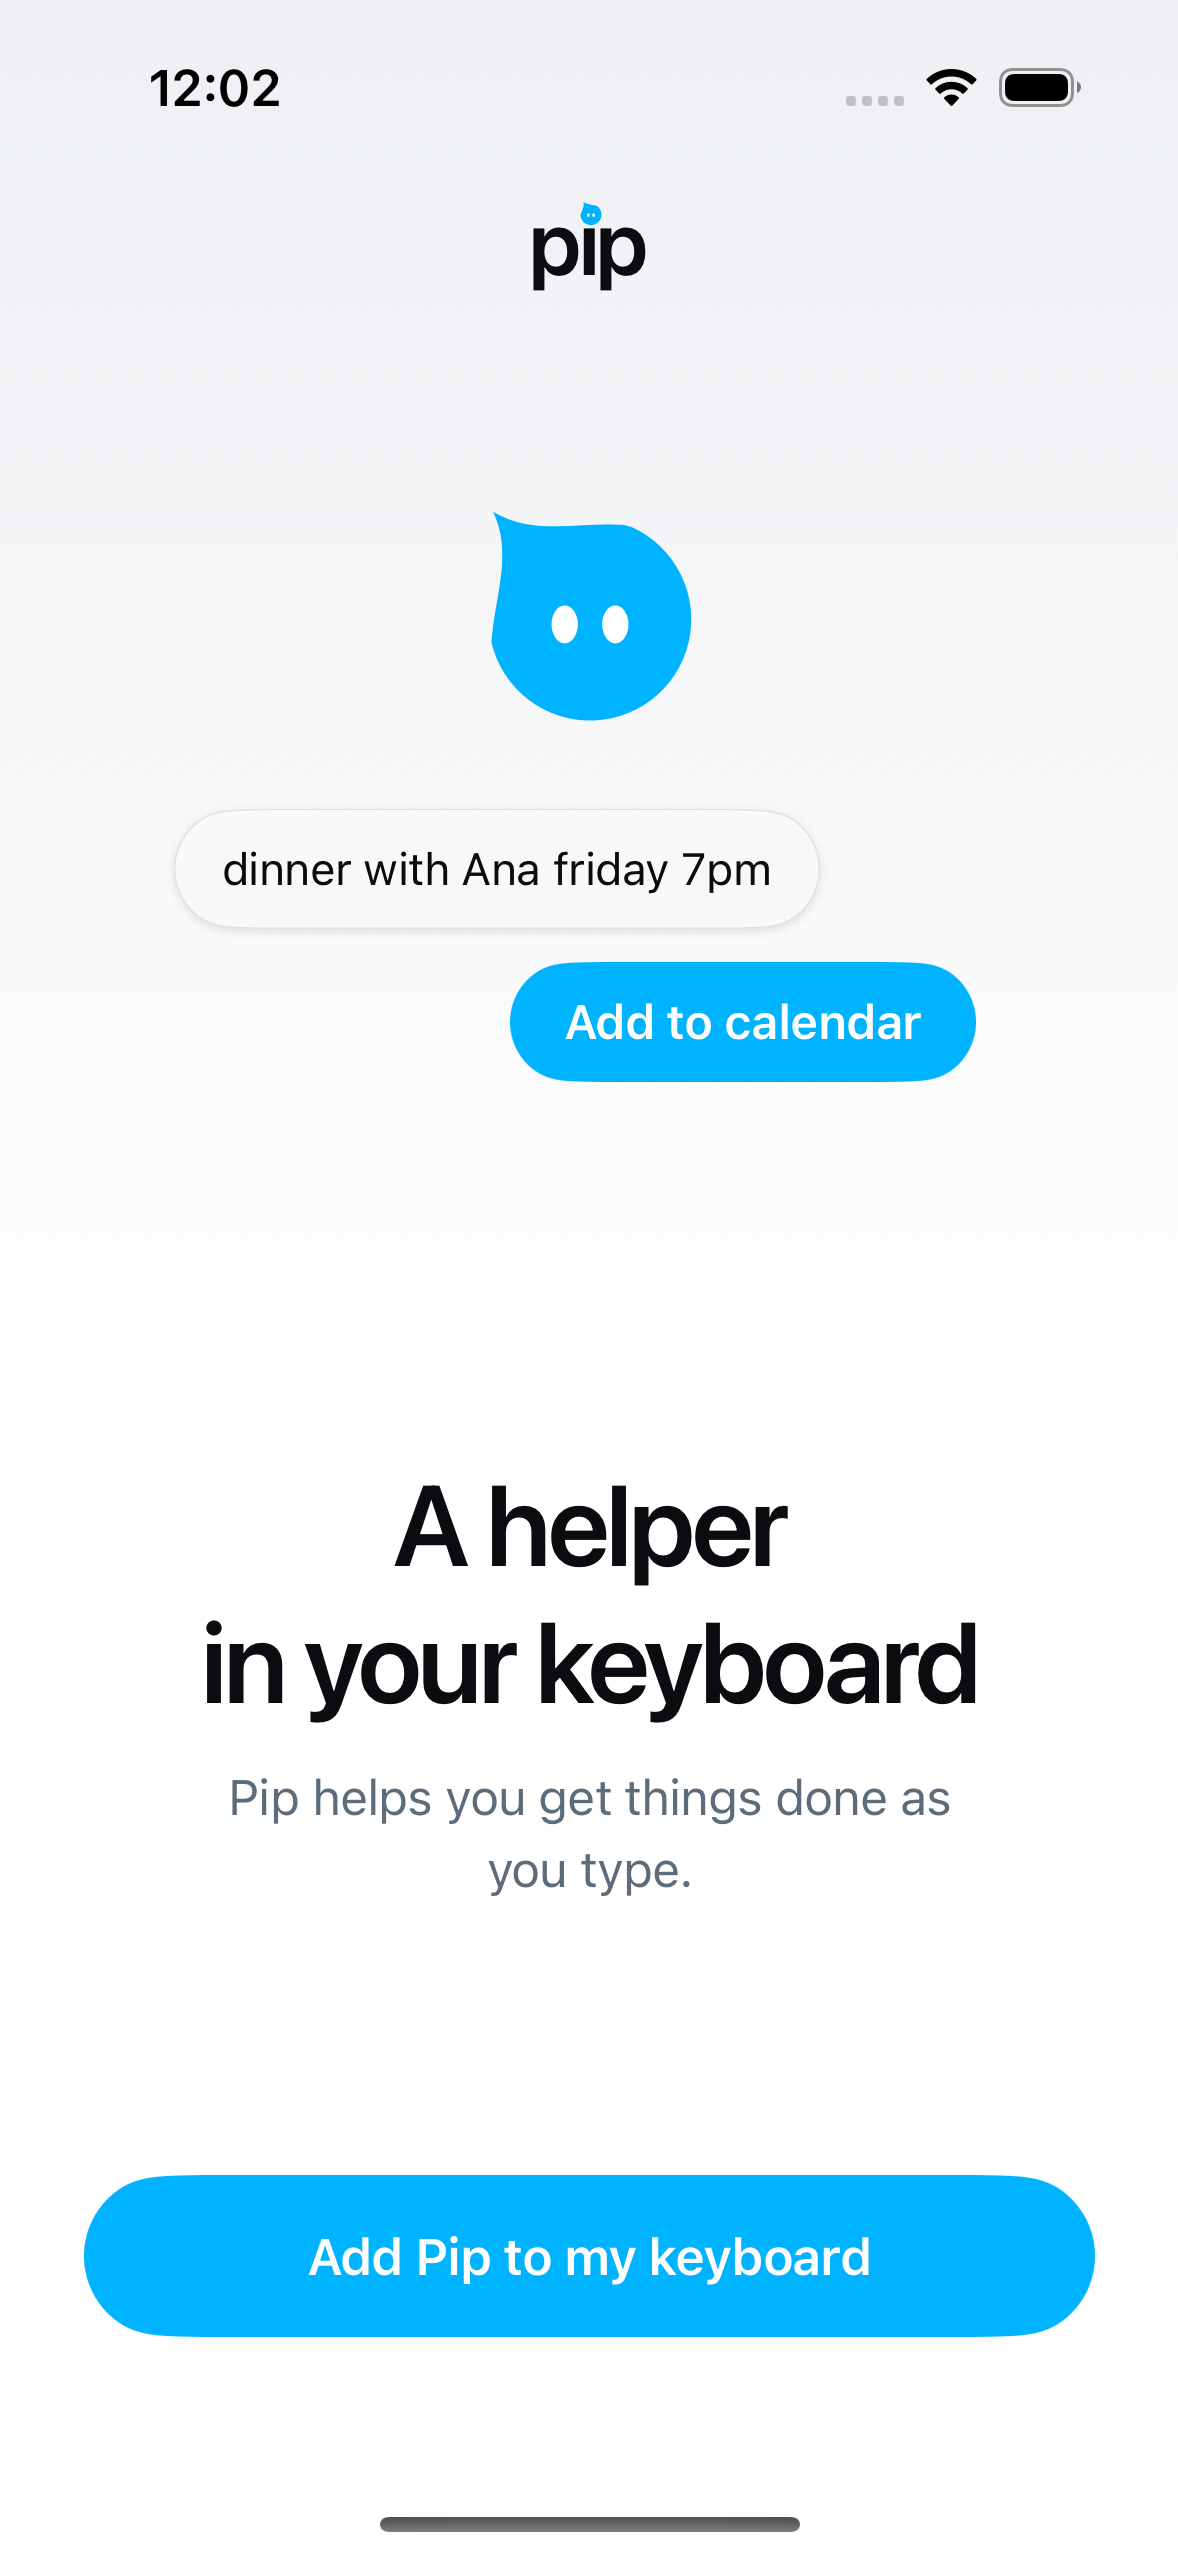 12:02
pip
dinner with Ana friday 7pm
Add to calendar
A helper
in your keyboard
Pip helps you get things done as
you type.
Add Pip to my keyboard